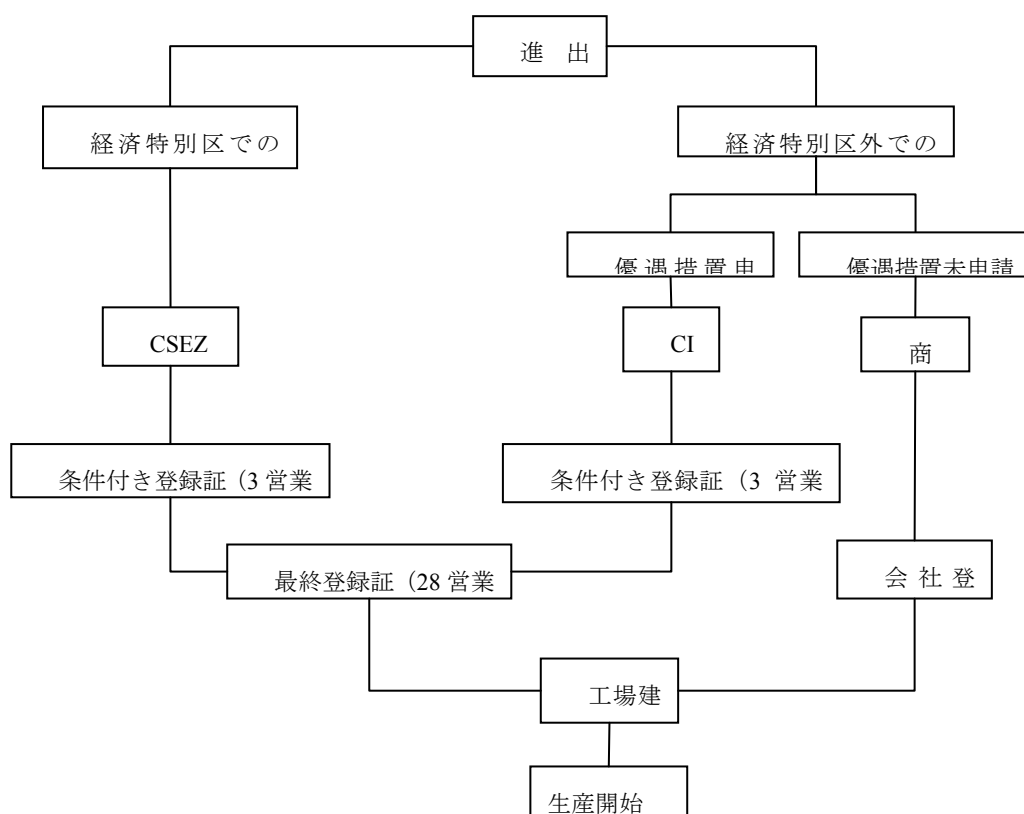 進 出
経済特別区での
経済特別区外での
優遇措置申
優遇措置未申請
CSEZ
CI
商
条件付き登録証（3 営業
条件付き登録証（3 営業
最終登録証（28 営業
会 社 登
工場建
生産開始